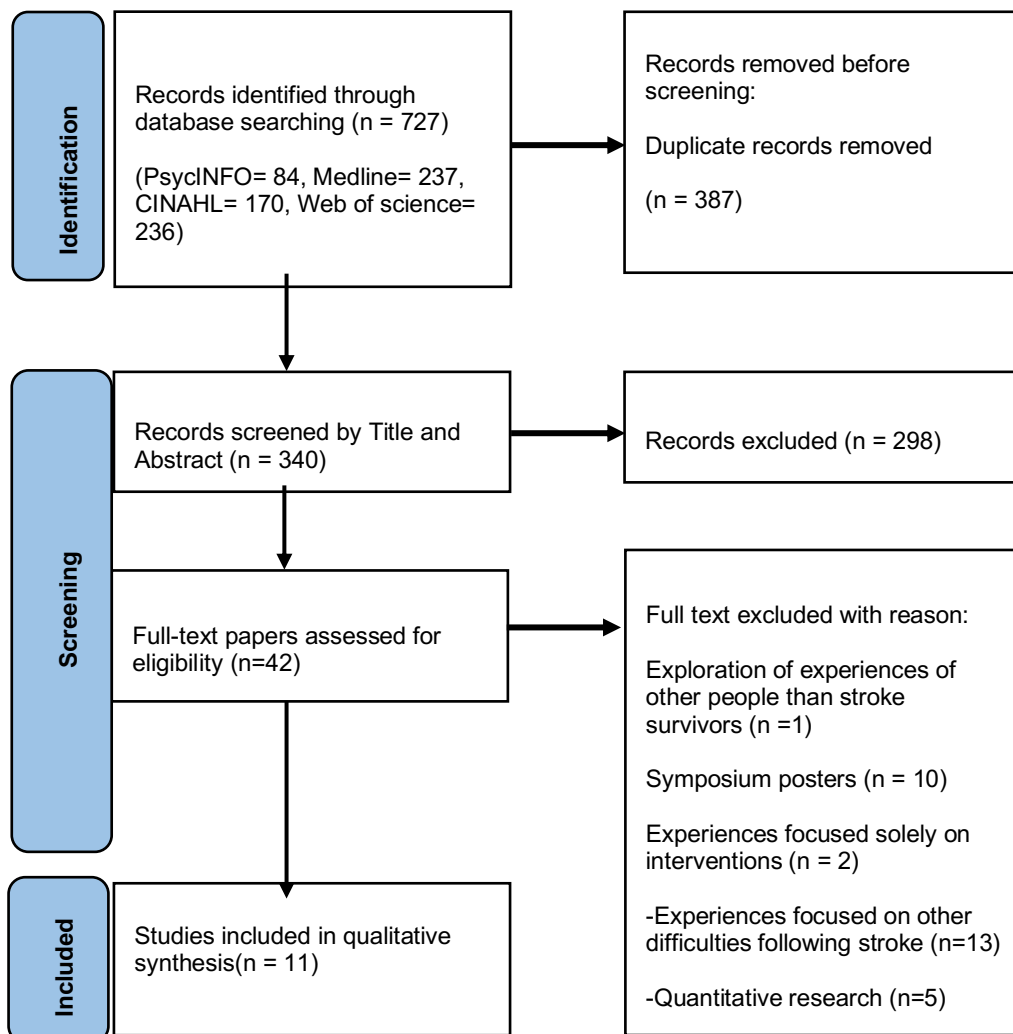 Identification
Records identified through
database searching (n = 727)
(PsycINFO= 84, Medline= 237,
CINAHL= 170, Web of science=
236)
Records removed before
screening:
Duplicate records removed
(n = 387)
Screening
Records screened by Title and
Abstract (n = 340)
Records excluded (n = 298)
Full-text papers assessed for
eligibility (n=42)
Full text excluded with reason:
Exploration of experiences of
other people than stroke
survivors (n =1)
Symposium posters (n = 10)
Experiences focused solely on
interventions (n = 2)
-Experiences focused on other
difficulties following stroke (n=13)
-Quantitative research (n=5)
Included
Studies included in qualitative
synthesis(n = 11)